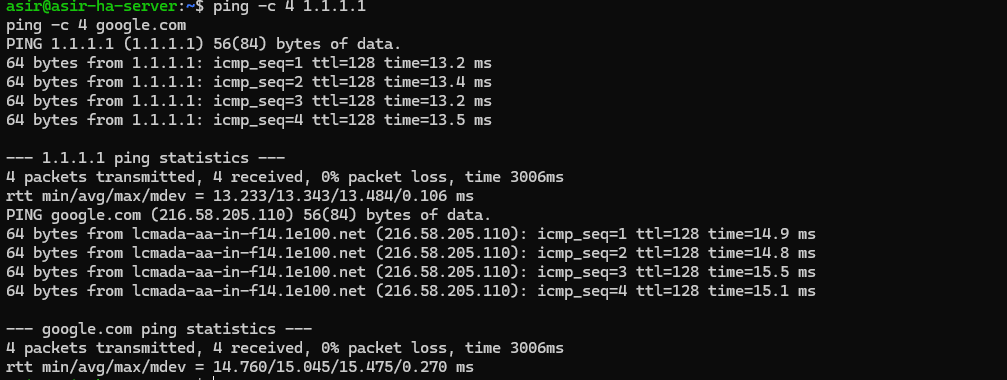 asir@asir-ha-server:~$ ping -c 4 1.1.1.1
ping -c 4 google.com
PING 1.1.1.1 (1.1.1.1) 56(84) bytes of data.
64 bytes from 1.1.1.1: icmp_seq=1 ttl=128 time=13.2 ms
64 bytes from 1.1.1.1: icmp_seq=2 ttl=128 time=13.4 ms
64 bytes from 1.1.1.1: icmp_seq=3 ttl=128 time=13.2 ms
64 bytes from 1.1.1.1: icmp_seq=4 ttl=128 time=13.5 ms
--- 1.1.1.1 ping statistics ---
4 packets transmitted, 4 received, 0% packet loss, time 3006ms
rtt min/avg/max/mdev = 13.233/13.343/13.484/0.106 ms
PING google.com (216.58.205.110) 56(84) bytes of data.
64 bytes from lcmada-aa-in-f14.1e100.net (216.58.205.110): icmp_seq=1 ttl=128 time=14.9 ms
64 bytes from lcmada-aa-in-f14.1e100.net (216.58.205.110): icmp_seq=2 ttl=128 time=14.8 ms
64 bytes from lcmada-aa-in-f14.1e100.net (216.58.205.110): icmp_seq=3 ttl=128 time=15.5 ms
64 bytes from lcmada-aa-in-f14.1e100.net (216.58.205.110): icmp_seq=4 ttl=128 time=15.1 ms
--- google.com ping statistics ---
4 packets transmitted, 4 received, 0% packet loss, time 3006ms
rtt min/avg/max/mdev = 14.760/15.045/15.475/0.270 ms